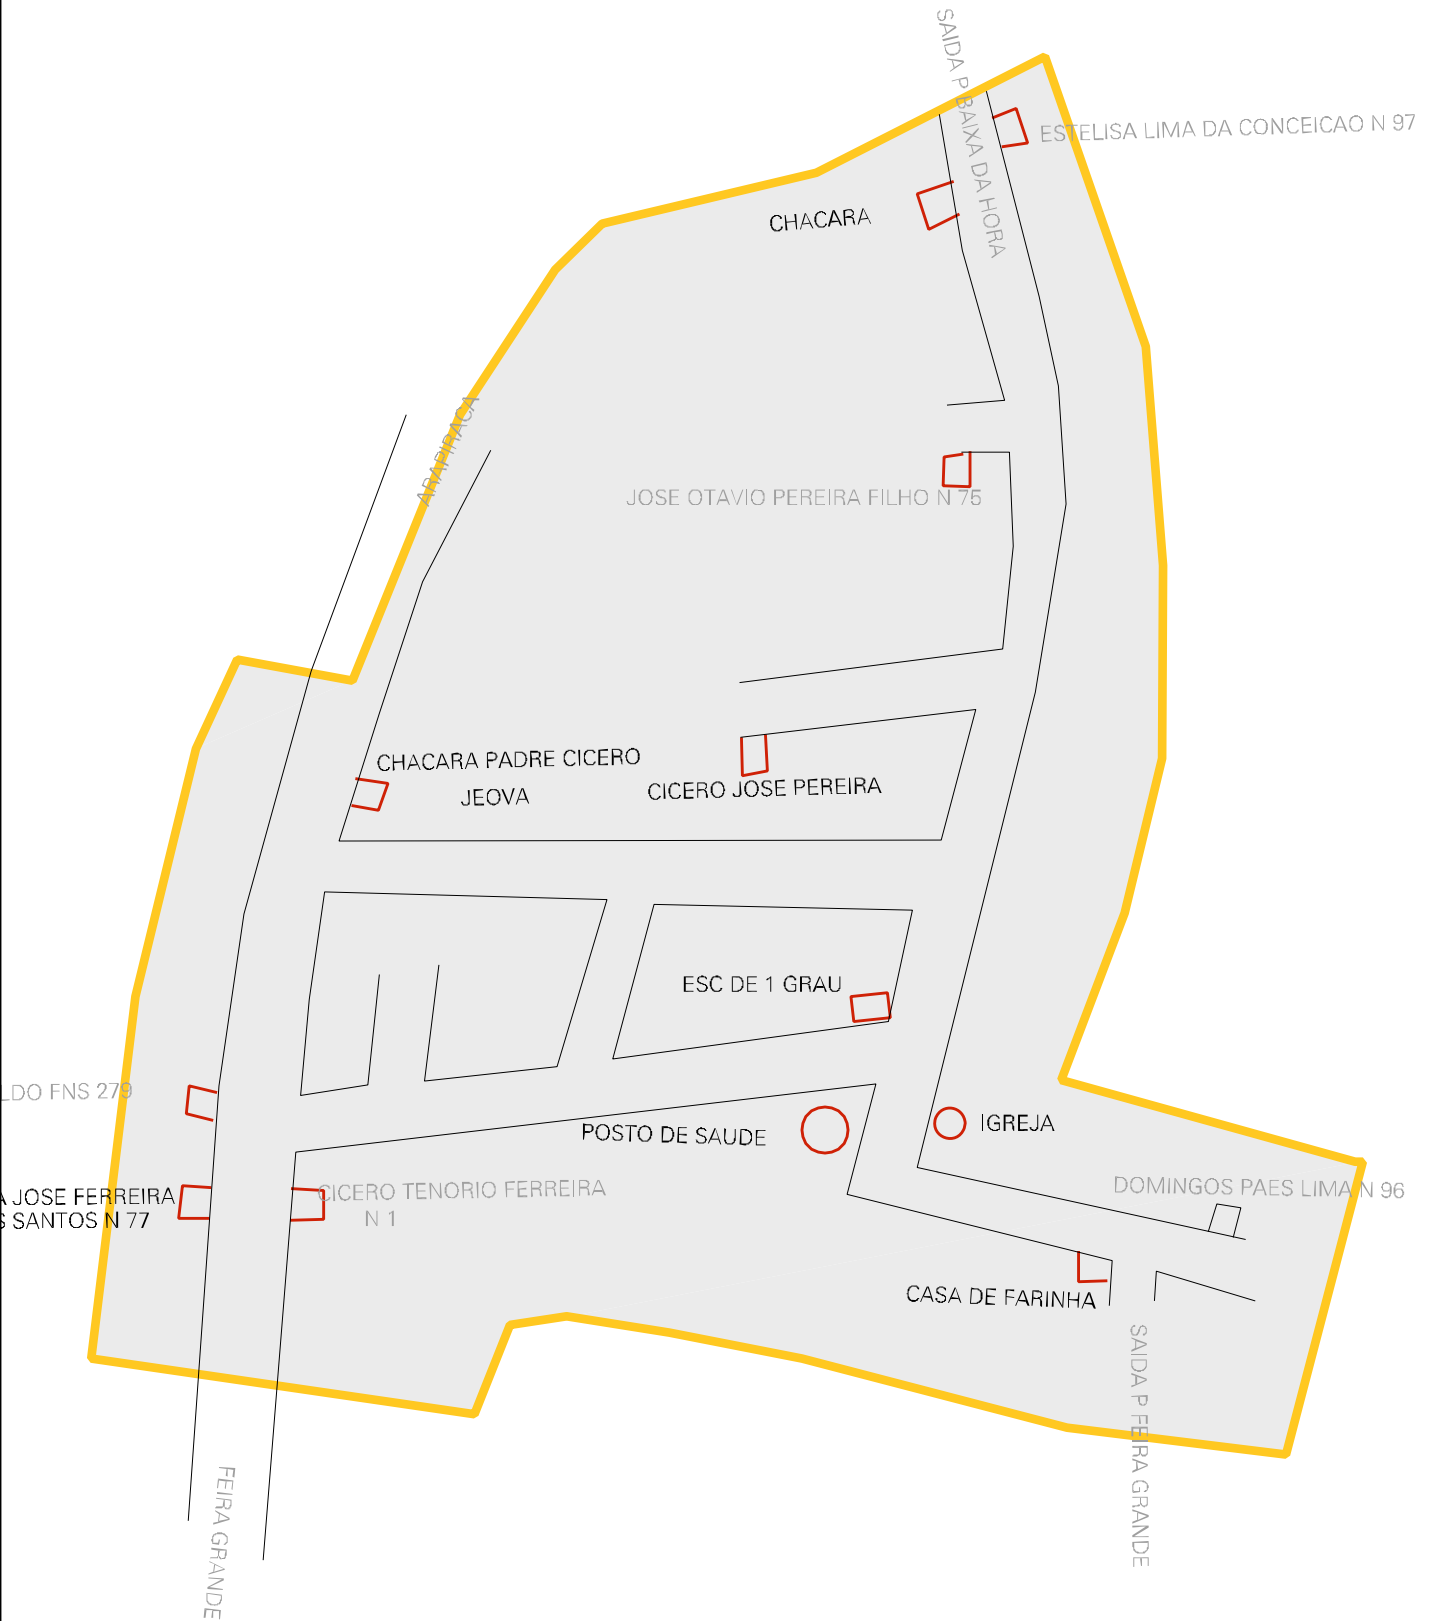 SAIDA P BAIXA DA HORA
ESTELISA LIMA DA CONCEICAO N 97
CHACARA
ARAPIRACA
JOSE OTAVIO PEREIRA FILHO N 75
CHACARA PADRE CICERO
JEOVA
CICERO JOSE PEREIRA
ESC DE 1 GRAU
LDO FNS 279
POSTO DE SAUDE
IGREJA
A JOSE FERREIRA
S SANTOS N 77
CICERO TENORIO FERREIRA
N 1
DOMINGOS PAES LIMA N 96
CASA DE FARINHA
SAIDA P FEIRA GRANDE
FEIRA GRANDE